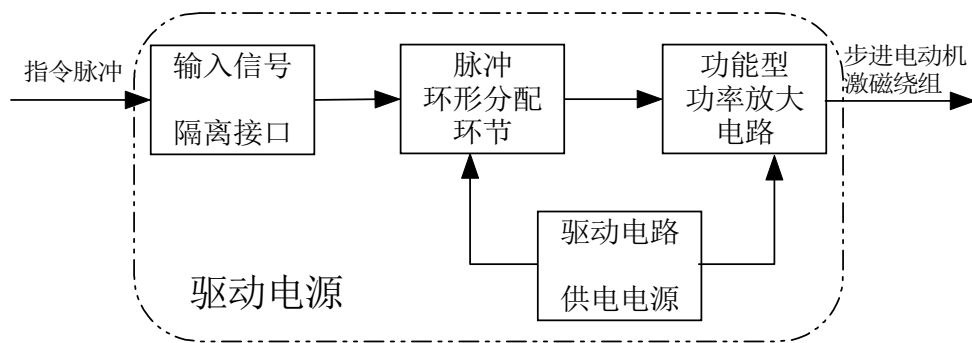 指令脉冲
输入信号
隔离接口
脉冲
环形分配
环节
功能型
功率放大
电路
步进电动机
激磁绕组
驱动电路
供电电源
驱动电源